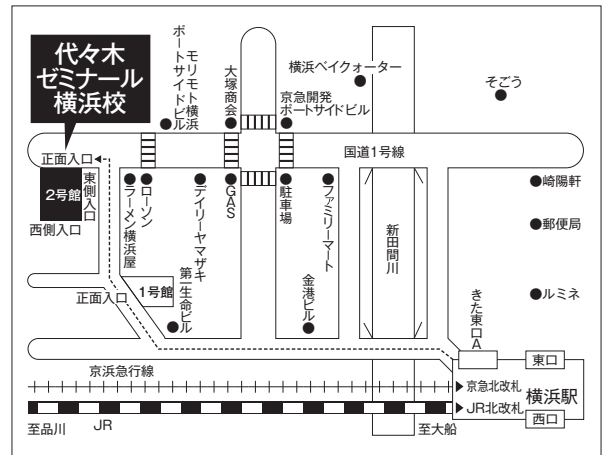 代々木
ゼミナール
横浜校
モリモト横浜
ポートサイドビル
大塚商会
横浜ベイクォーター
京急開発
ポートサイドビル
そごう
国道1号線
正面入口
2号館
東側入口
西側入口
ラーメン横浜屋
ローソン
デイリーヤマザキ
GAS
駐車場
ファミリーマート
新田間川
崎陽軒
郵便局
ルミネ
正面入口
1号館
第一生命ビル
金港ビル
きた東口A
東口
京浜急行線
京急北改札
横浜駅
JR北改札
西口
至品川
JR
至大船